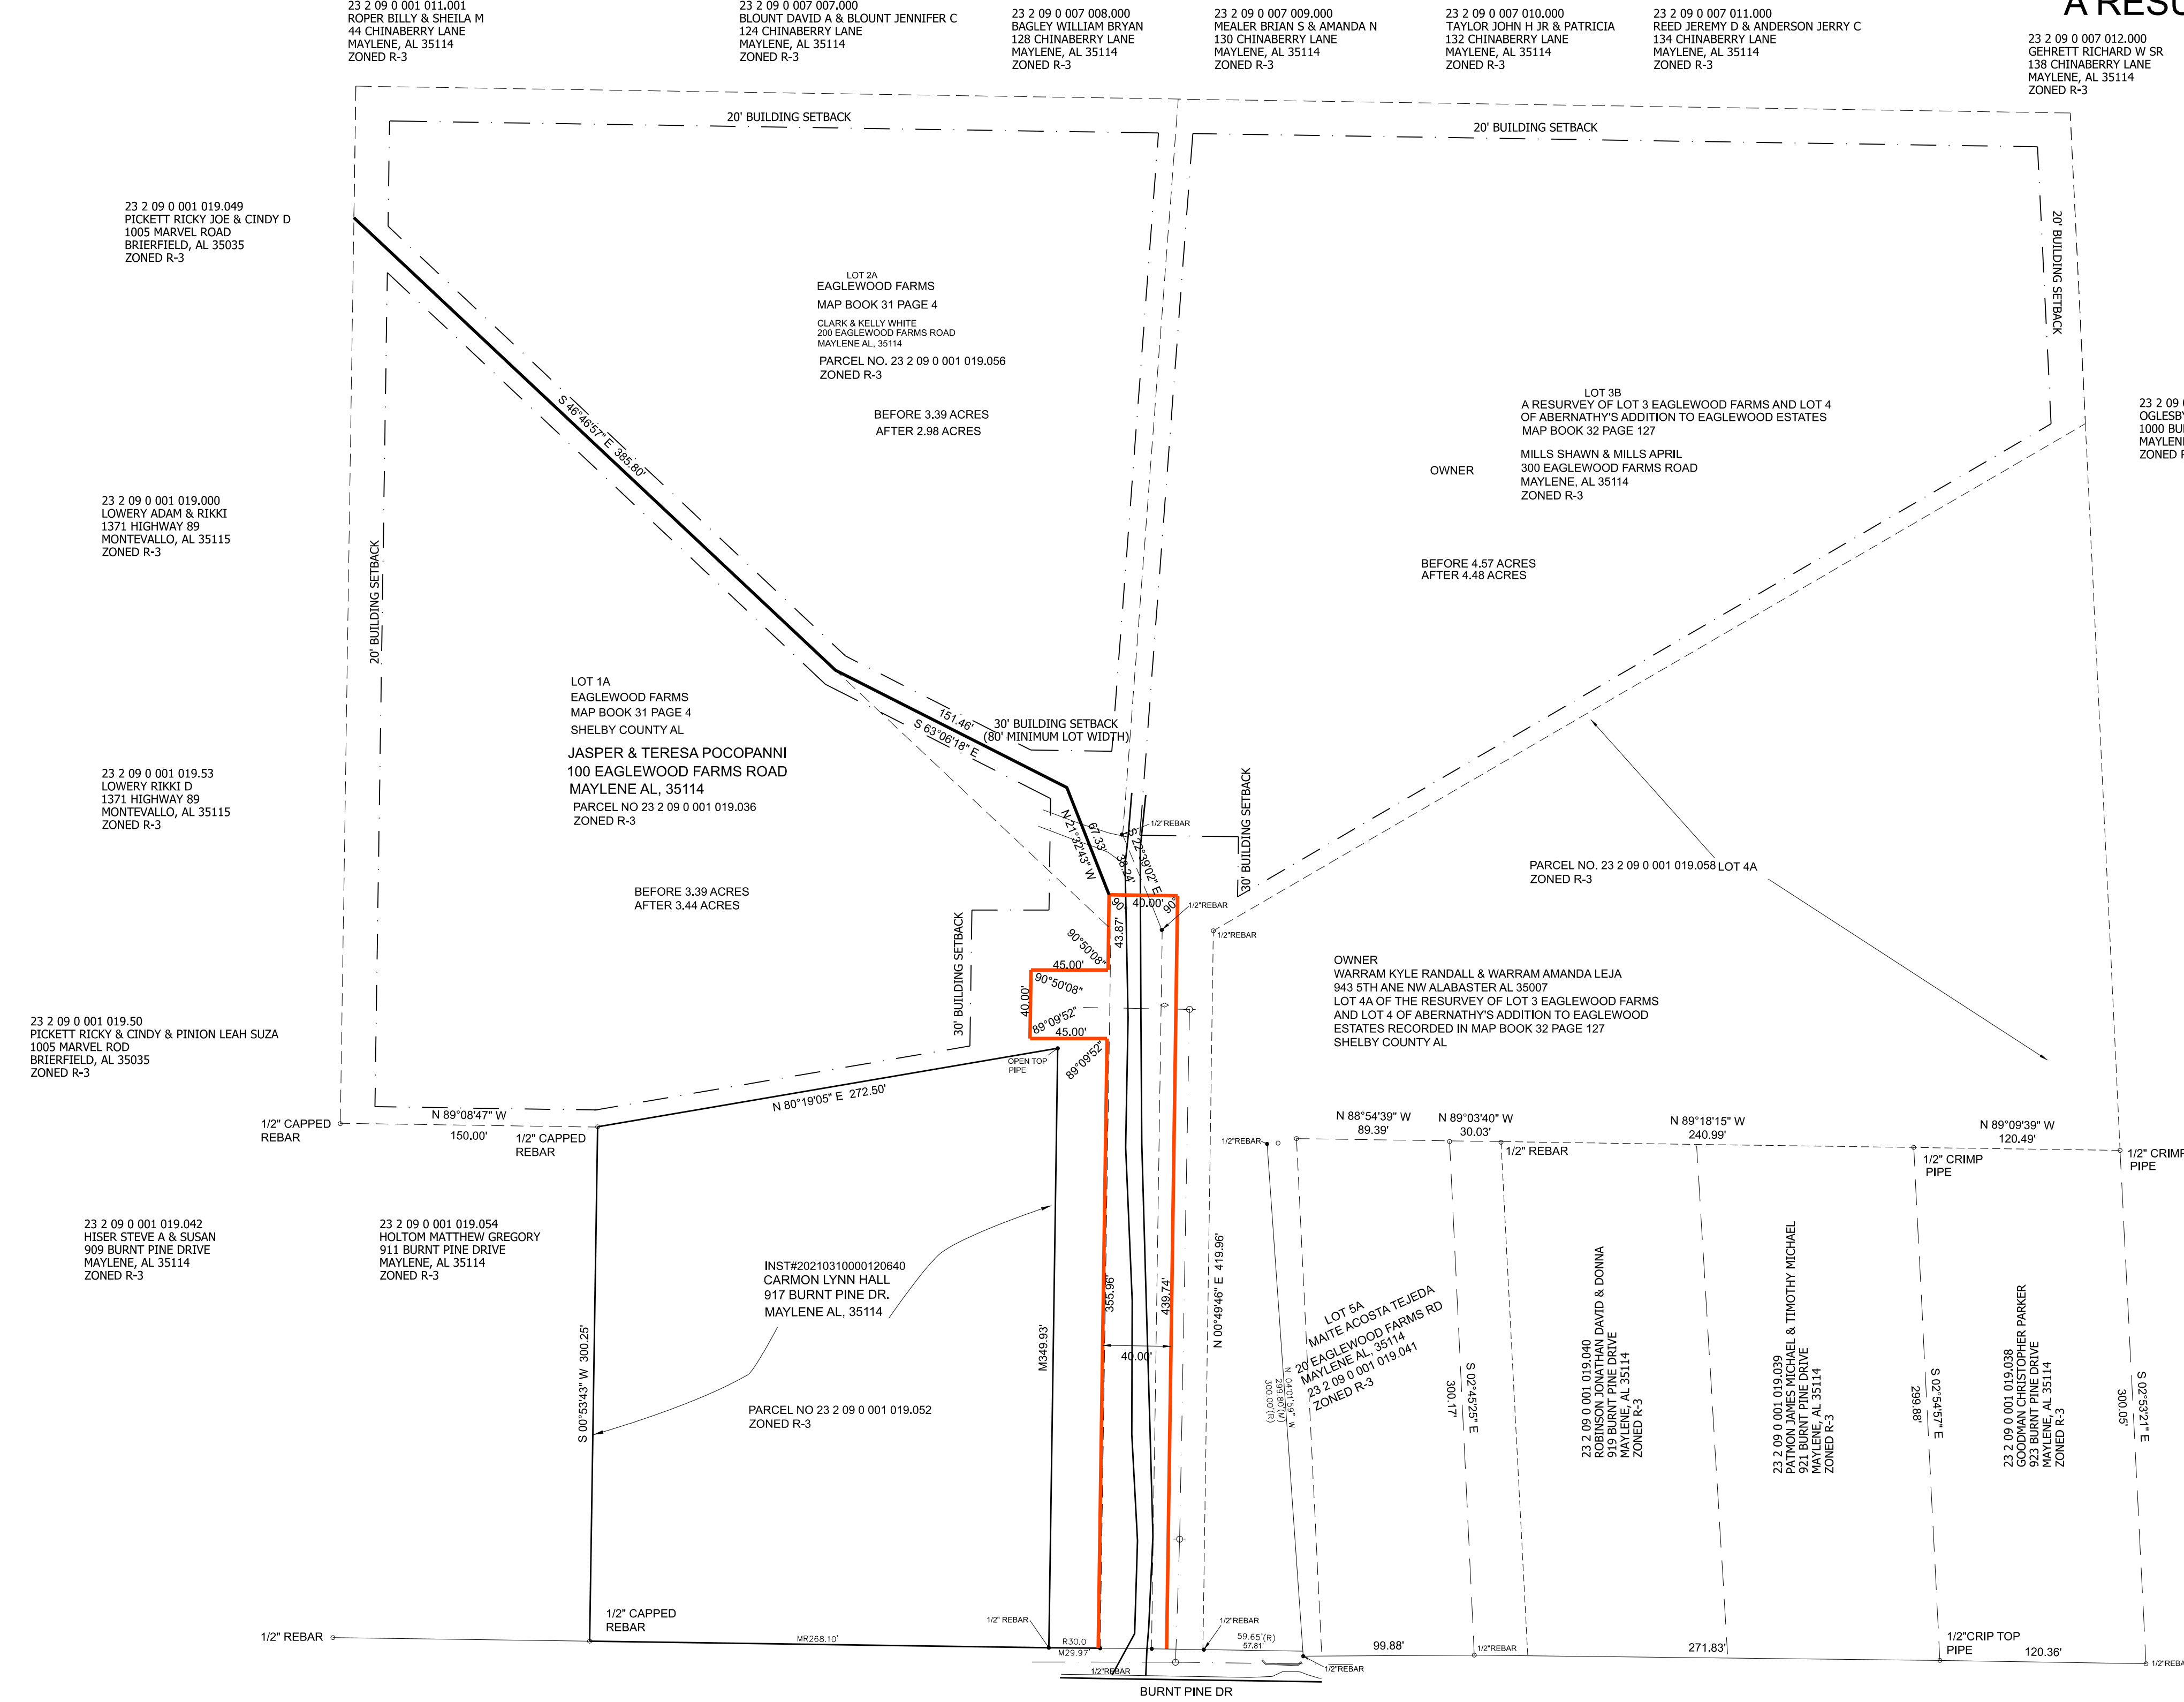 A RESU
23 2 09 0 001 011.001
ROPER BILLY & SHEILA M
44 CHINABERRY LANE
MAYLENE, AL 35114
ZONED R-3
23 2 09 0 007 007.000
BLOUNT DAVID A & BLOUNT JENNIFER C
124 CHINABERRY LANE
MAYLENE, AL 35114
ZONED R-3
23 2 09 0 007 008.000
BAGLEY WILLIAM BRYAN
128 CHINABERRY LANE
MAYLENE, AL 35114
ZONED R-3
23 2 09 0 007 009.000
MEALER BRIAN S & AMANDA N
130 CHINABERRY LANE
MAYLENE, AL 35114
ZONED R-3
23 2 09 0 007 010.000
TAYLOR JOHN H JR & PATRICIA
132 CHINABERRY LANE
MAYLENE, AL 35114
ZONED R-3
23 2 09 0 007 011.000
REED JEREMY D & ANDERSON JERRY C
134 CHINABERRY LANE
MAYLENE, AL 35114
ZONED R-3
23 2 09 0 007 012.000
GEHRETT RICHARD W SR
138 CHINABERRY LANE
MAYLENE, AL 35114
ZONED R-3
20' BUILDING SETBACK
20' BUILDING SETBACK
20' BUILDING SETBACK
23 2 09 0 001 019.049
PICKETT RICKY JOE & CINDY D
1005 MARVEL ROAD
BRIERFIELD, AL 35035
ZONED R-3
LOT 2A
EAGLEWOOD FARMS
MAP BOOK 31 PAGE 4
CLARK & KELLY WHITE
200 EAGLEWOOD FARMS ROAD
MAYLENE AL, 35114
PARCEL NO. 23 2 09 0 001 019.056
ZONED R-3
BEFORE 3.39 ACRES
AFTER 2.98 ACRES
LOT 3B
A RESURVEY OF LOT 3 EAGLEWOOD FARMS AND LOT 4
OF ABERNATHY'S ADDITION TO EAGLEWOOD ESTATES
MAP BOOK 32 PAGE 127
OWNER
MILLS SHAWN & MILLS APRIL
300 EAGLEWOOD FARMS ROAD
MAYLENE, AL 35114
ZONED R-3
BEFORE 4.57 ACRES
AFTER 4.48 ACRES
23 2 09
OGLESBY
1000 BU
MAYLEN
ZONED R
S 46°46'57" E 385.80'
23 2 09 0 001 019.000
LOWERY ADAM & RIKKI
1371 HIGHWAY 89
MONTEVALLO, AL 35115
ZONED R-3
20' BUILDING SETBACK
LOT 1A
EAGLEWOOD FARMS
MAP BOOK 31 PAGE 4
SHELBY COUNTY AL
JASPER & TERESA POCOPANNI
100 EAGLEWOOD FARMS ROAD
MAYLENE AL, 35114
PARCEL NO 23 2 09 0 001 019.036
ZONED R-3
BEFORE 3.39 ACRES
AFTER 3.44 ACRES
151.46'
S 63°06'18" E
30' BUILDING SETBACK
(80' MINIMUM LOT WIDTH)
23 2 09 0 001 019.53
LOWERY RIKKI D
1371 HIGHWAY 89
MONTEVALLO, AL 35115
ZONED R-3
N 21°32'43" W
67.33'
38.24'
S 22°39'02" E
1/2"REBAR
30' BUILDING SETBACK
PARCEL NO. 23 2 09 0 001 019.058 LOT 4A
ZONED R-3
90°
40.00'
90°
1/2"REBAR
1/2"REBAR
43.87'
90°50'08"
45.00'
90°50'08"
40.00'
89°09'52"
45.00'
89°09'52"
30' BUILDING SETBACK
OWNER
WARRAM KYLE RANDALL & WARRAM AMANDA LEJA
943 5TH ANE NW ALABASTER AL 35007
LOT 4A OF THE RESURVEY OF LOT 3 EAGLEWOOD FARMS
AND LOT 4 OF ABERNATHY'S ADDITION TO EAGLEWOOD
ESTATES RECORDED IN MAP BOOK 32 PAGE 127
SHELBY COUNTY AL
23 2 09 0 001 019.50
PICKETT RICKY & CINDY & PINION LEAH SUZA
1005 MARVEL ROD
BRIERFIELD, AL 35035
ZONED R-3
OPEN TOP
PIPE
N 80°19'05" E 272.50'
1/2" CAPPED
REBAR
N 89°08'47" W
150.00'
1/2" CAPPED
REBAR
1/2"REBAR
N 88°54'39" W
89.39'
N 89°03'40" W
30.03'
1/2" REBAR
N 89°18'15" W
240.99'
1/2" CRIMP
PIPE
N 89°09'39" W
120.49'
1/2" CRIMP
PIPE
23 2 09 0 001 019.042
HISER STEVE A & SUSAN
909 BURNT PINE DRIVE
MAYLENE, AL 35114
ZONED R-3
23 2 09 0 001 019.054
HOLTOM MATTHEW GREGORY
911 BURNT PINE DRIVE
MAYLENE, AL 35114
ZONED R-3
INST#20210310000120640
CARMON LYNN HALL
917 BURNT PINE DR.
MAYLENE AL, 35114
PARCEL NO 23 2 09 0 001 019.052
ZONED R-3
S 00°53'43" W 300.25'
M349.93'
355.96'
40.00'
439.74'
N 00°49'46" E 419.96'
N 04°01'59" W
299.80'(M)
300.00'(R)
LOT 5A
MAITE ACOSTA TEJEDA
20 EAGLEWOOD FARMS RD
MAYLENE AL, 35114
23 2 09 0 001 019.041
ZONED R-3
S 02°45'25" E
300.17'
23 2 09 0 001 019.040
ROBINSON JONATHAN DAVID & DONNA
919 BURNT PINE DRIVE
MAYLENE, AL 35114
ZONED R-3
23 2 09 0 001 019.039
PATMON JAMES MICHAEL & TIMOTHY MICHAEL
921 BURNT PINE DRIVE
MAYLENE, AL 35114
ZONED R-3
S 02°54'57" E
299.88'
23 2 09 0 001 019.038
GOODMAN CHRISTOPHER PARKER
923 BURNT PINE DRIVE
MAYLENE, AL 35114
ZONED R-3
S 02°53'21" E
300.05'
1/2" REBAR
1/2" CAPPED
REBAR
MR268.10'
1/2" REBAR
R30.0
M29.97'
1/2"REBAR
1/2"REBAR
59.65'(R)
57.81'
1/2"REBAR
99.88'
1/2"REBAR
271.83'
1/2"CRIP TOP
PIPE
120.36'
1/2"REBA
BURNT PINE DR